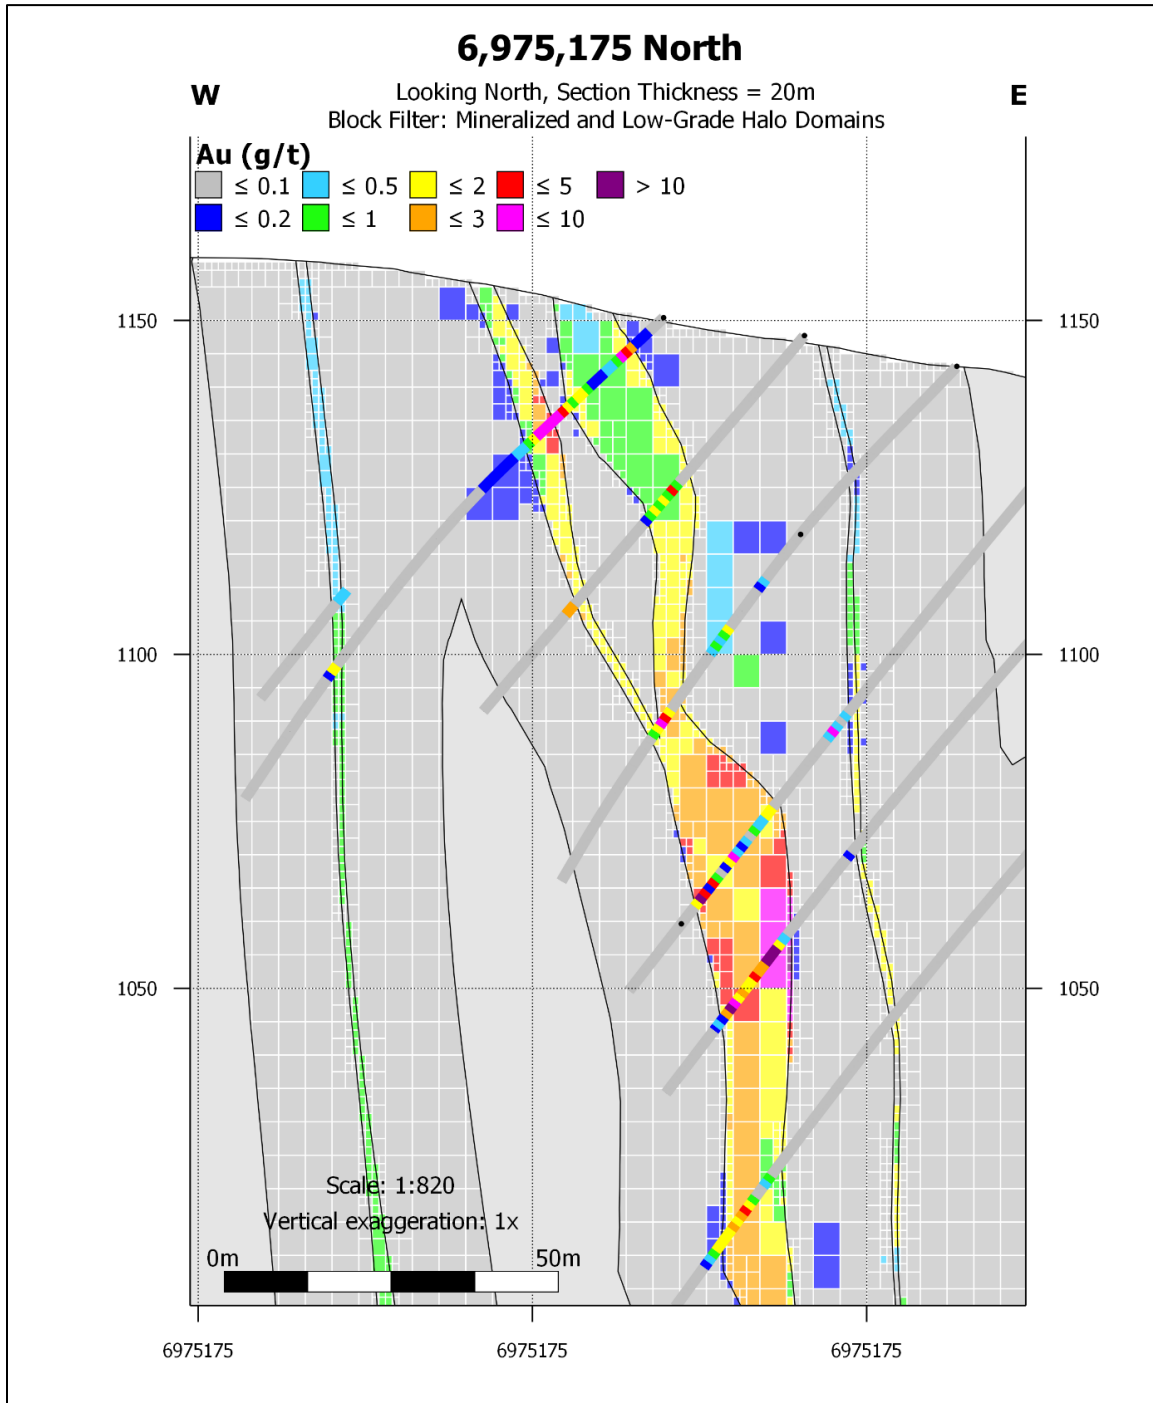 6,975,175 North
W
Looking North, Section Thickness = 20m
E
Block Filter: Mineralized and Low-Grade Halo Domains
Au (g/t)
≤ 0.1 ≤ 0.5 ≤ 2 ≤ 5 > 10
≤ 0.2 ≤ 1 ≤ 3 ≤ 10
1150 1150
1100 1100
1050 1050
Scale: 1:820
Vertical exaggeration: 1x
0m 50m
6975175 6975175 6975175